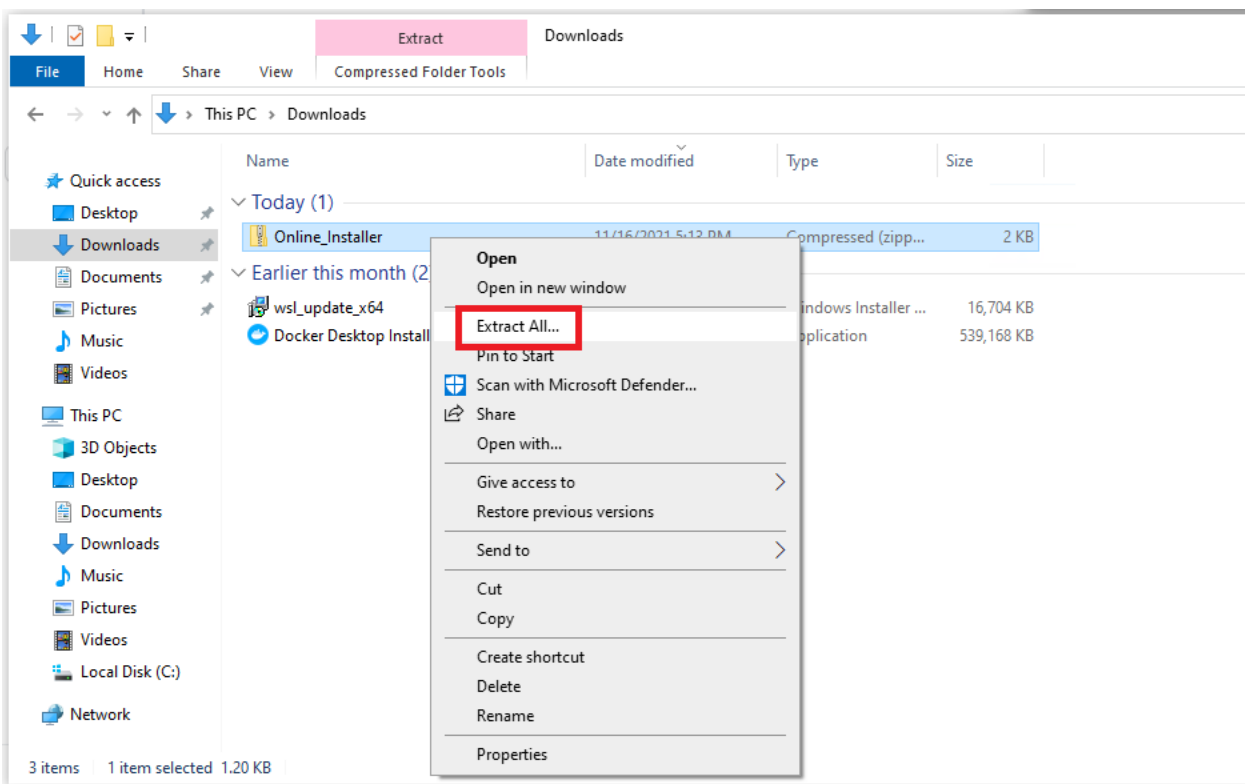 Extract
Downloads
File
Home
Share
View
Compressed Folder Tools
This PC > Downloads
Name
Date modified
Type
Size
Quick access
Desktop
Downloads
Documents
Pictures
Music
Videos
This PC
3D Objects
Desktop
Documents
Downloads
Music
Pictures
Videos
Local Disk (C:)
Network
Today (1)
Online_Installer 11/16/2021 5:13 PM Compressed (zipp... 2 KB
Earlier this month (2)
wsl_update_x64 indows Installer ... 16,704 KB
Docker Desktop Install pplication 539,168 KB
Open
Open in new window
Extract All...
Pin to Start
Scan with Microsoft Defender...
Share
Open with...
Give access to
Restore previous versions
Send to
Cut
Copy
Create shortcut
Delete
Rename
Properties
3 items 1 item selected 1.20 KB